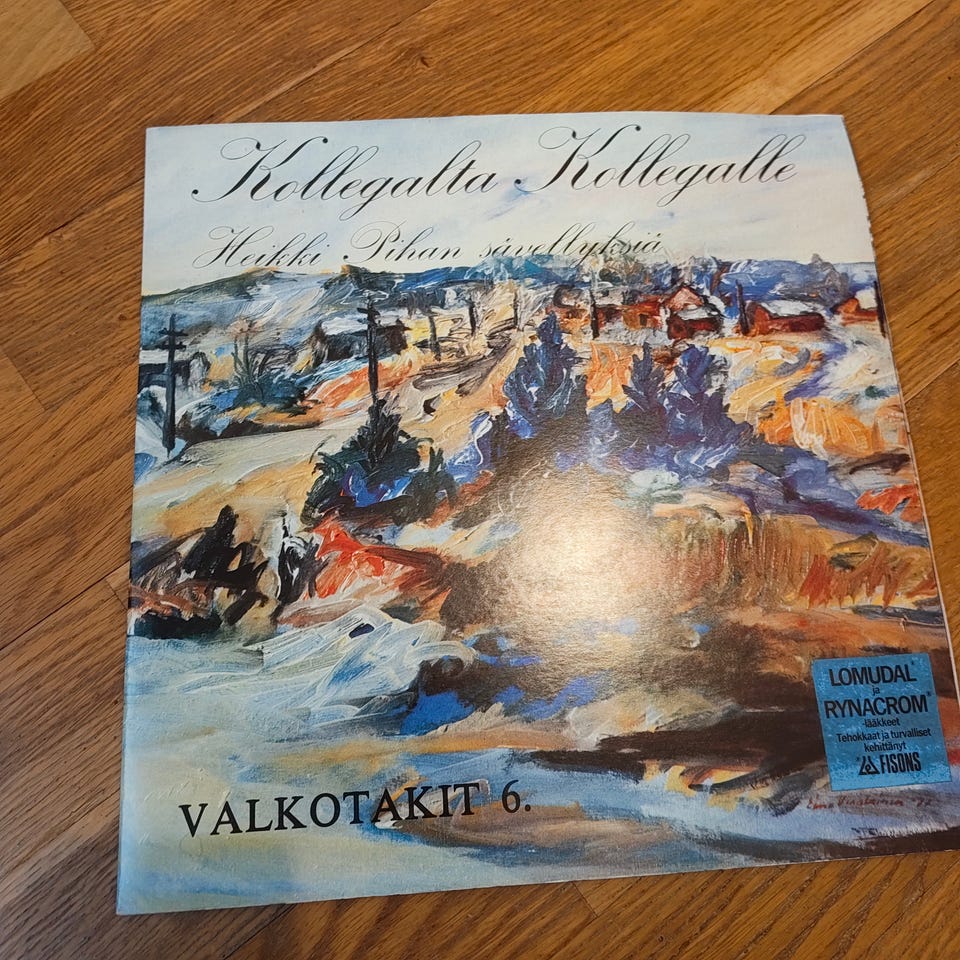 Kollegalta Kollegalle
Heikki Pihan sävellyksiä
LOMUDAL®
ja
RYNACROM®
-lääkkeet
Tehokkaat ja turvalliset
kehittänyt
FISONS
VALKOTAKIT 6.